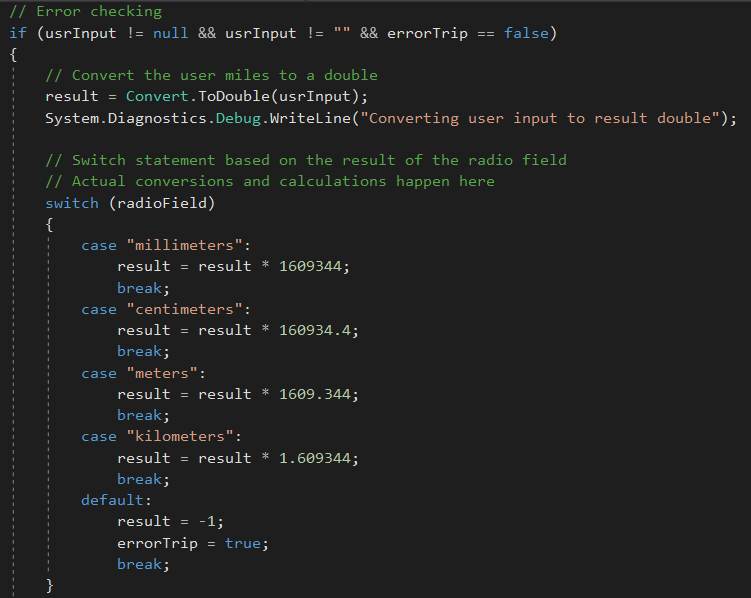 // Error checking
if (usrInput != null && usrInput != "" && errorTrip == false)
{
    // Convert the user miles to a double
    result = Convert.ToDouble(usrInput);
    System.Diagnostics.Debug.WriteLine("Converting user input to result double");

    // Switch statement based on the result of the radio field
    // Actual conversions and calculations happen here
    switch (radioField)
    {
        case "millimeters":
            result = result * 1609344;
            break;
        case "centimeters":
            result = result * 160934.4;
            break;
        case "meters":
            result = result * 1609.344;
            break;
        case "kilometers":
            result = result * 1.609344;
            break;
        default:
            result = -1;
            errorTrip = true;
            break;
    }